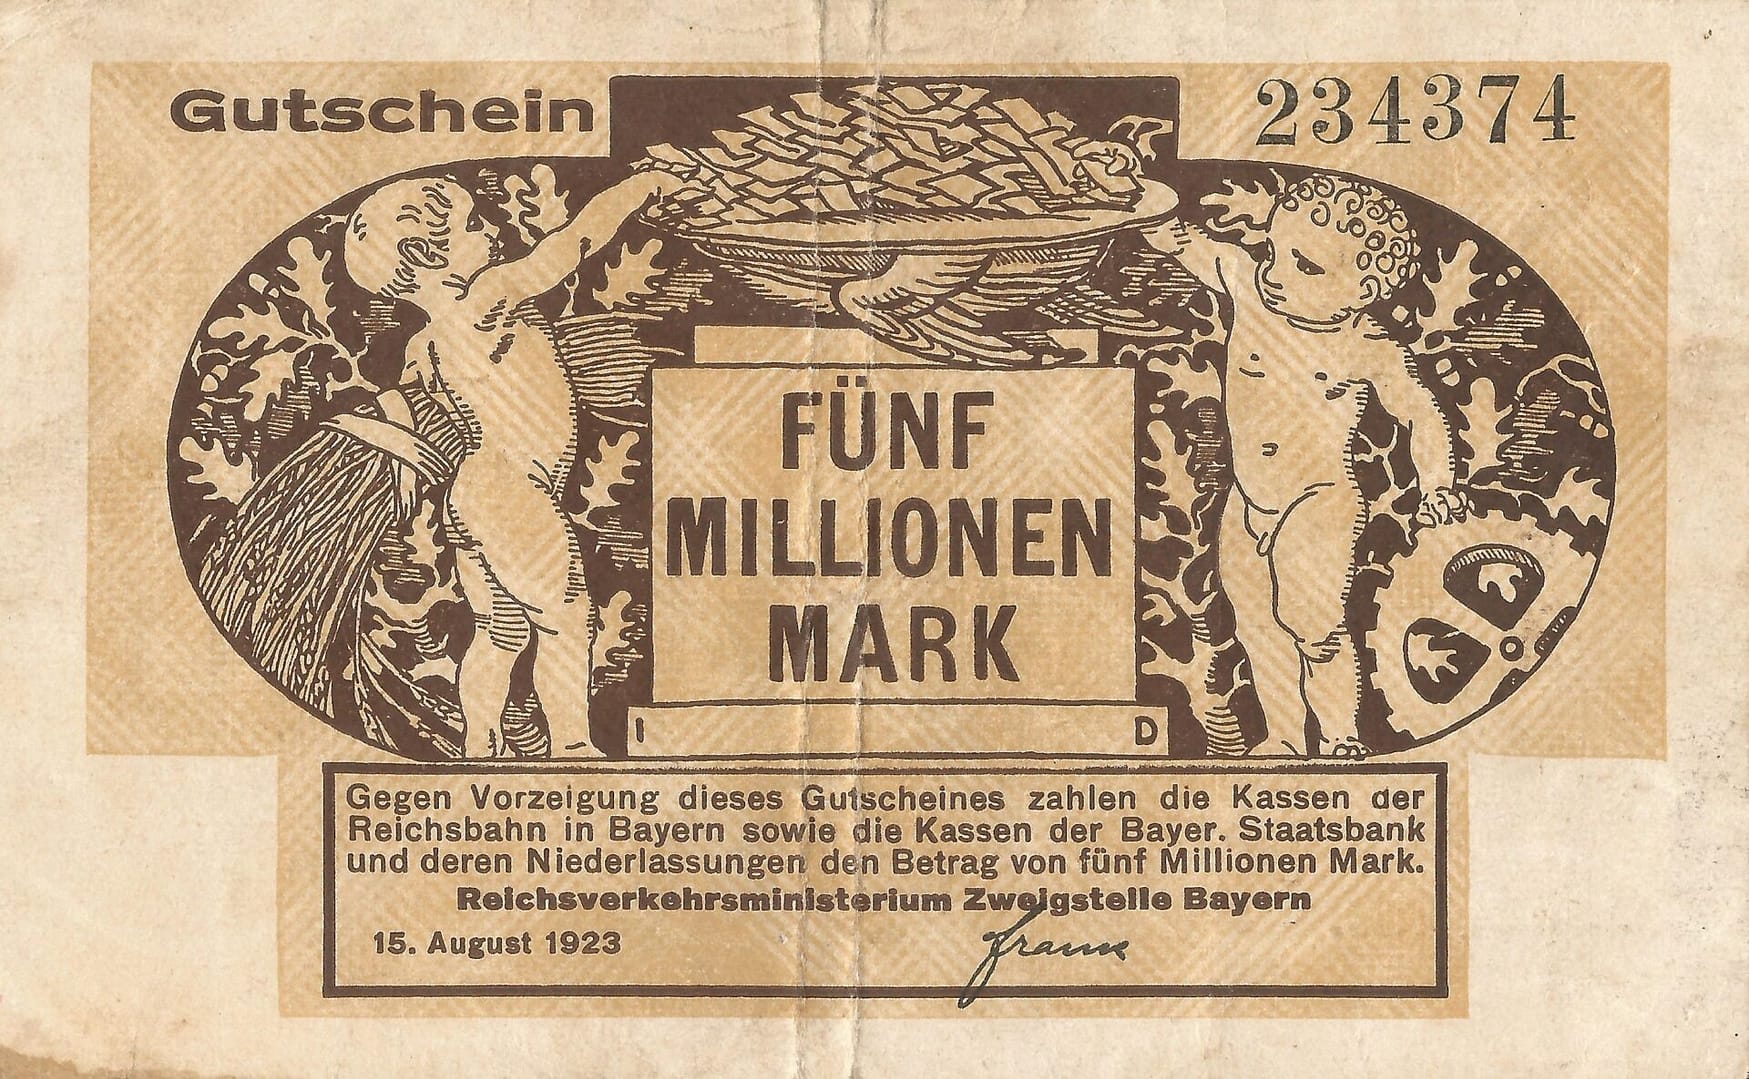 Gutschein
234374
FÜNF
MILLIONEN
MARK
I D
Gegen Vorzeigung dieses Gutscheines zahlen die Kassen der
Reichsbahn in Bayern sowie die Kassen der Bayer. Staatsbank
und deren Niederlassungen den Betrag von fünf Millionen Mark.
Reichsverkehrsministerium Zweigstelle Bayern
15. August 1923